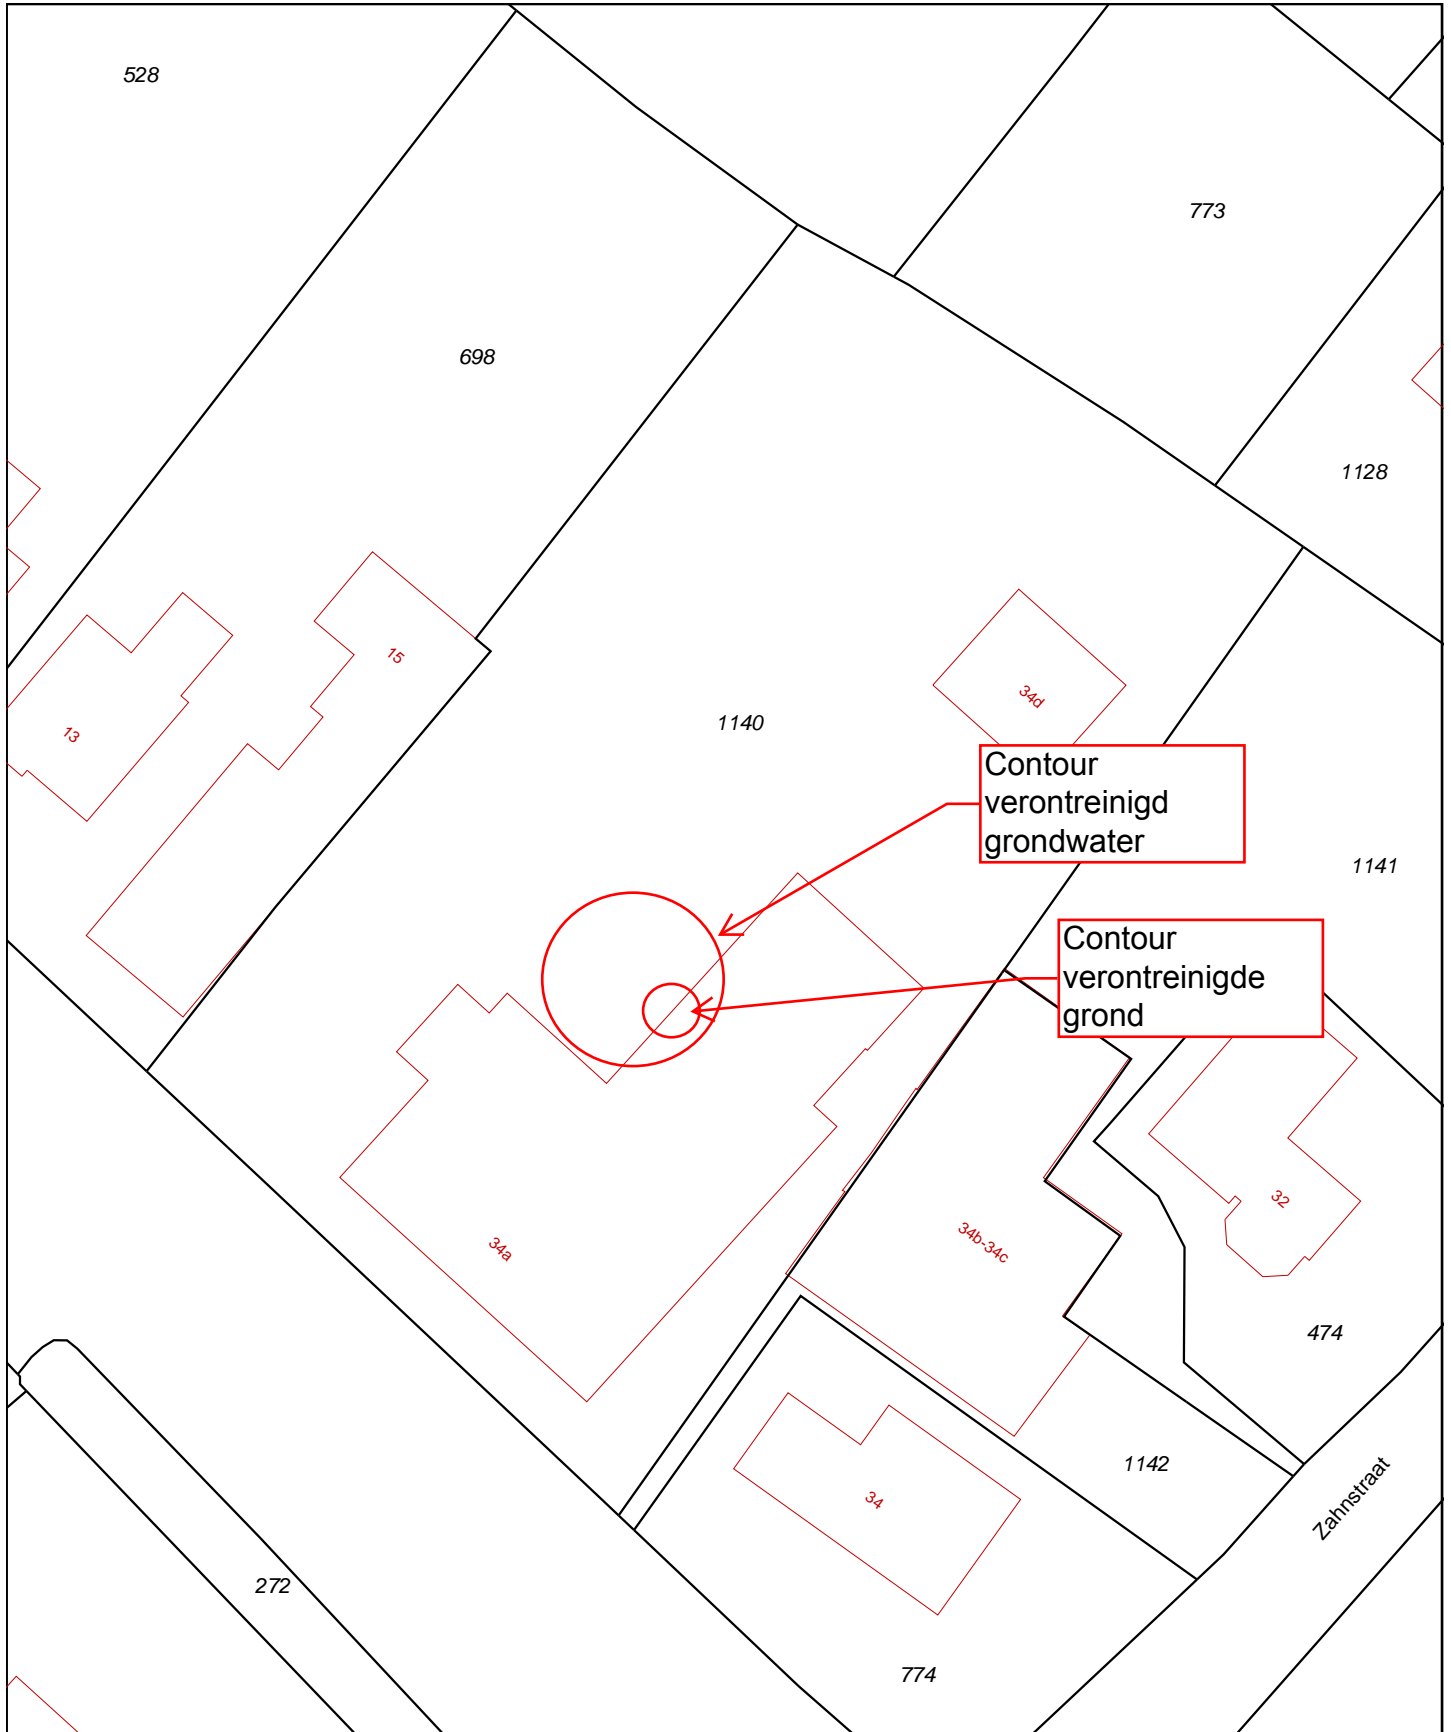 528
773
698
1128
15
34d
13
1140
Contour
verontreinigd
grondwater
1141
Contour
verontreinigde
grond
32
34b-34c
34a
474
1142
Zahnstraat
34
272
774